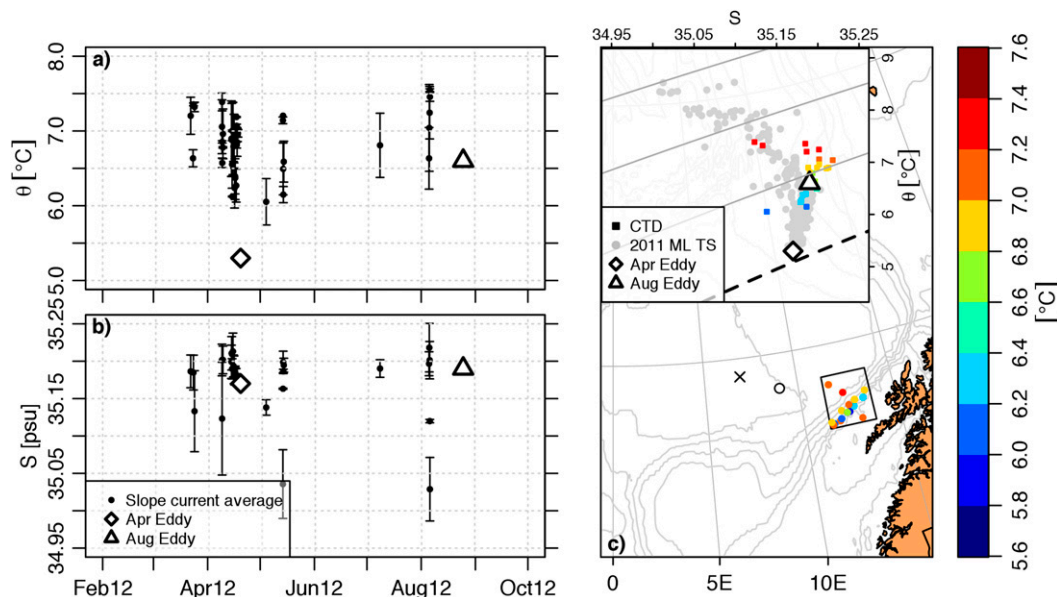 a)
8.0
7.0
6.0
5.0
θ [°C]
b)
35.25
35.15
35.05
34.95
S [psu]
Slope current average
Apr Eddy
Aug Eddy
Feb12 Apr12 Jun12 Aug12 Oct12
S
34.95 35.05 35.15 35.25
9
8
7
6
5
θ [°C]
CTD
2011 ML TS
Apr Eddy
Aug Eddy
c)
0 5E 10E
7.6
7.4
7.2
7.0
6.8
6.6
6.4
6.2
6.0
5.8
5.6
[°C]